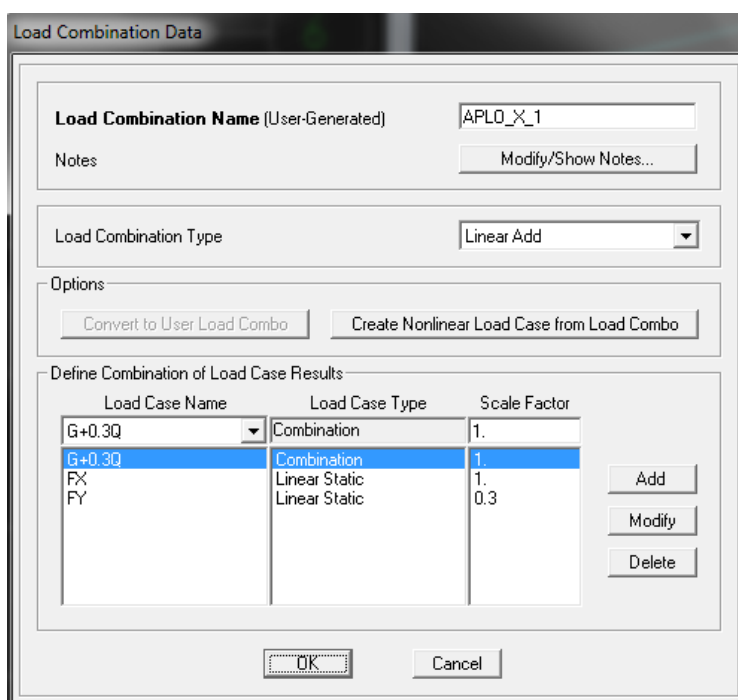 Load Combination Data
Load Combination Name (User-Generated) APLO_X_1
Notes Modify/Show Notes...
Load Combination Type Linear Add
Options
Convert to User Load Combo Create Nonlinear Load Case from Load Combo
Define Combination of Load Case Results
Load Case Name Load Case Type Scale Factor
G+0.3Q Combination 1.
G+0.3Q Combination 1.
FX Linear Static 1.
FY Linear Static 0.3
Add
Modify
Delete
OK Cancel